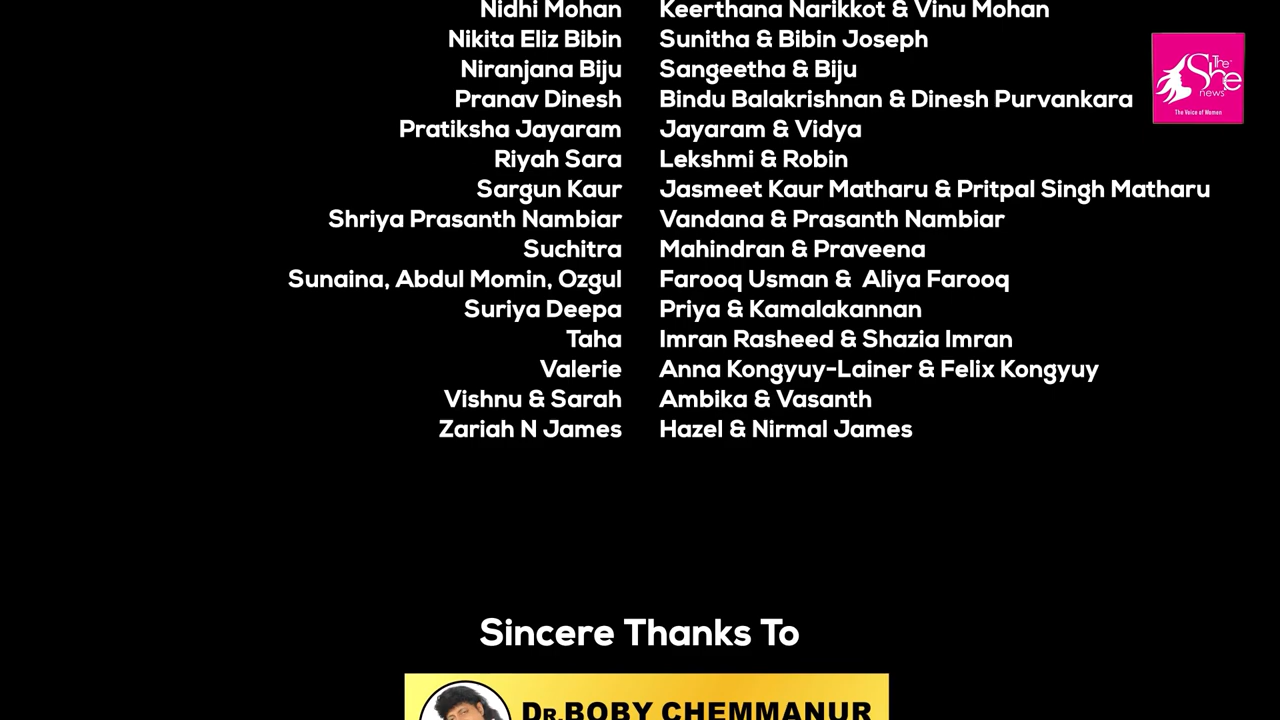 Nidhi Mohan Keerthana Narikkot & Vinu Mohan
Nikita Eliz Bibin Sunitha & Bibin Joseph
Niranjana Biju Sangeetha & Biju
Pranav Dinesh Bindu Balakrishnan & Dinesh Purvankara
Pratiksha Jayaram Jayaram & Vidya
Riyah Sara Lekshmi & Robin
Sargun Kaur Jasmeet Kaur Matharu & Pritpal Singh Matharu
Shriya Prasanth Nambiar Vandana & Prasanth Nambiar
Suchitra Mahindran & Praveena
Sunaina, Abdul Momin, Ozgul Farooq Usman & Aliya Farooq
Suriya Deepa Priya & Kamalakannan
Taha Imran Rasheed & Shazia Imran
Valerie Anna Kongyuy-Lainer & Felix Kongyuy
Vishnu & Sarah Ambika & Vasanth
Zariah N James Hazel & Nirmal James
Sincere Thanks To
DR.BOBY CHEMMANUR
The
She
news
The Voice of Women